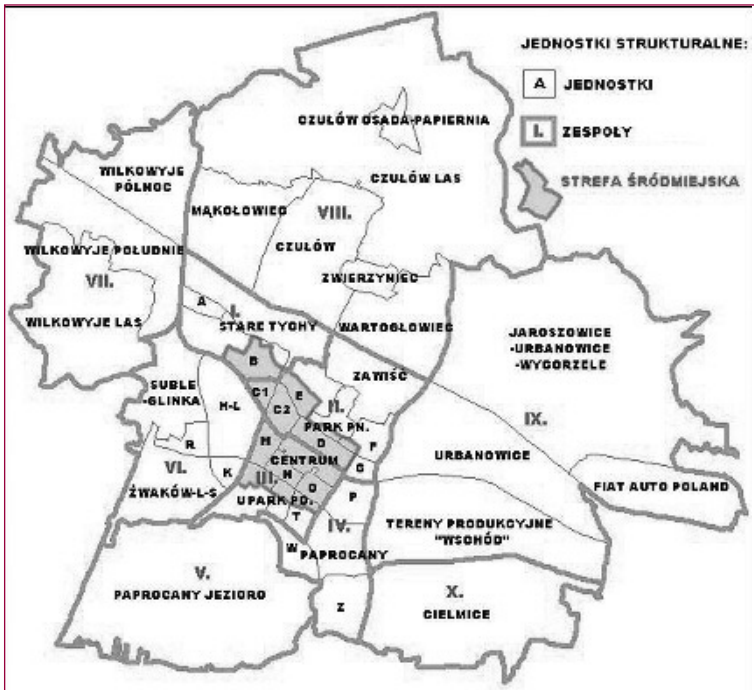 JEDNOSTKI STRUKTURALNE:
A JEDNOSTKI
I. ZESPOŁY
STREFA ŚRÓDMIEJSKA
CZUŁÓW OSADA-PAPIERNIA
WILKOWYJE
PÓŁNOC
CZUŁÓW LAS
MĄKOŁOWIEC
VIII.
CZUŁÓW
WILKOWYJE POŁUDNIE
VII.
ZWIERZYNIEC
A
I.
WILKOWYJE LAS
STARE TYCHY
WARTOGŁOWIEC
JAROSZOWICE
-URBANOWICE
-WYGORZELE
B
ZAWIŚĆ
SUBLE
-GLINKA
H-L
C1
E
C2
II.
IX.
PARK PN.
R
H
D
F
URBANOWICE
CENTRUM
G
VI.
K
III.
N
O
FIAT AUTO POLAND
ŻWAKÓW-L-S
U
PARK PD.
P
T
IV.
TERENY PRODUKCYJNE
"WSCHÓD"
W
PAPROCANY
V.
PAPROCANY JEZIORO
X.
CIELMICE
Z